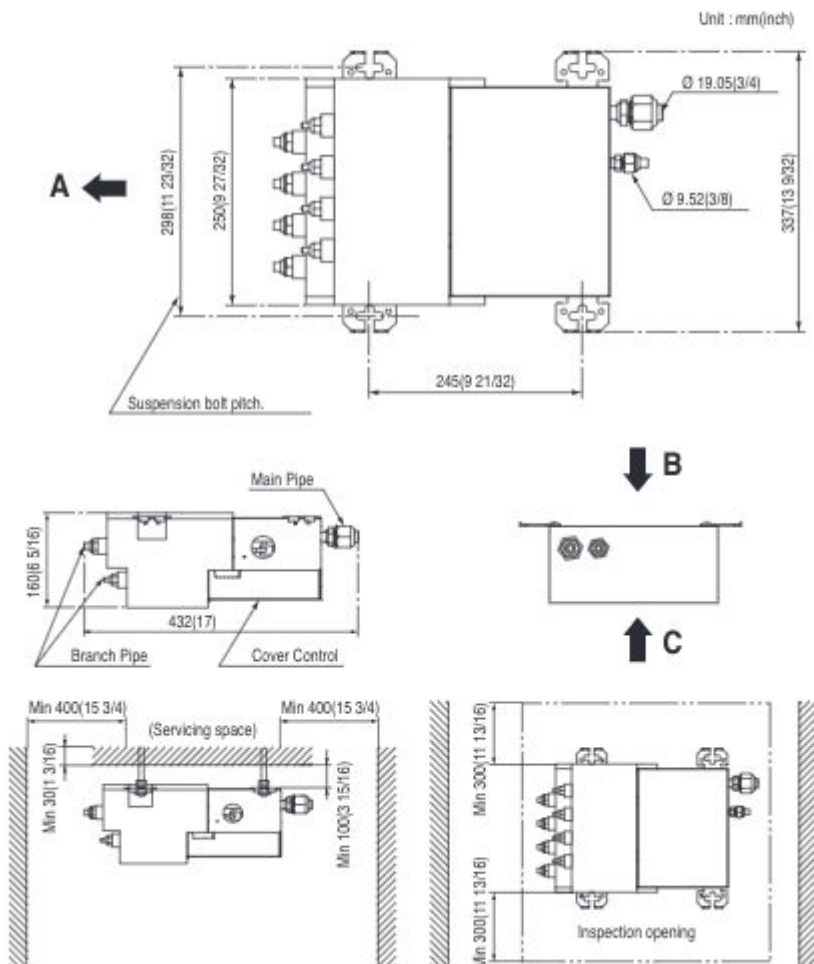 Unit : mm(inch)
Ø 19.05(3/4)
A
298(11 23/32)
250(9 27/32)
337(13 9/32)
Ø 9.52(3/8)
245(9 21/32)
Suspension bolt pitch.
Main Pipe
B
160(6 5/16)
432(17)
Branch Pipe
Cover Control
C
Min 400(15 3/4)
(Servicing space)
Min 400(15 3/4)
Min 30(1 3/16)
Min 100(3 15/16)
Min 300(11 13/16)
Min 300(11 13/16)
Inspection opening